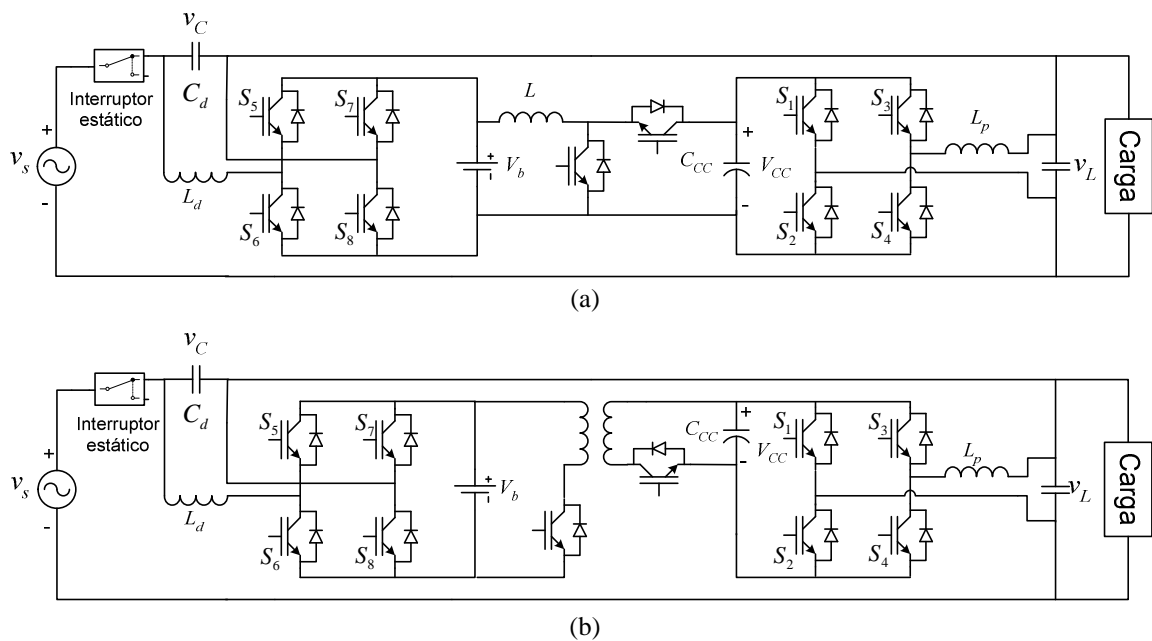 v_C
C_d
Interruptor
estático
+
v_s
-
L_d
S_5
S_7
S_6
S_8
+
V_b
-
L
C_CC
+
V_CC
-
S_1
S_3
S_2
S_4
L_p
v_L
Carga
(a)
v_C
C_d
Interruptor
estático
+
v_s
-
L_d
S_5
S_7
S_6
S_8
+
V_b
-
C_CC
+
V_CC
-
S_1
S_3
S_2
S_4
L_p
v_L
Carga
(b)